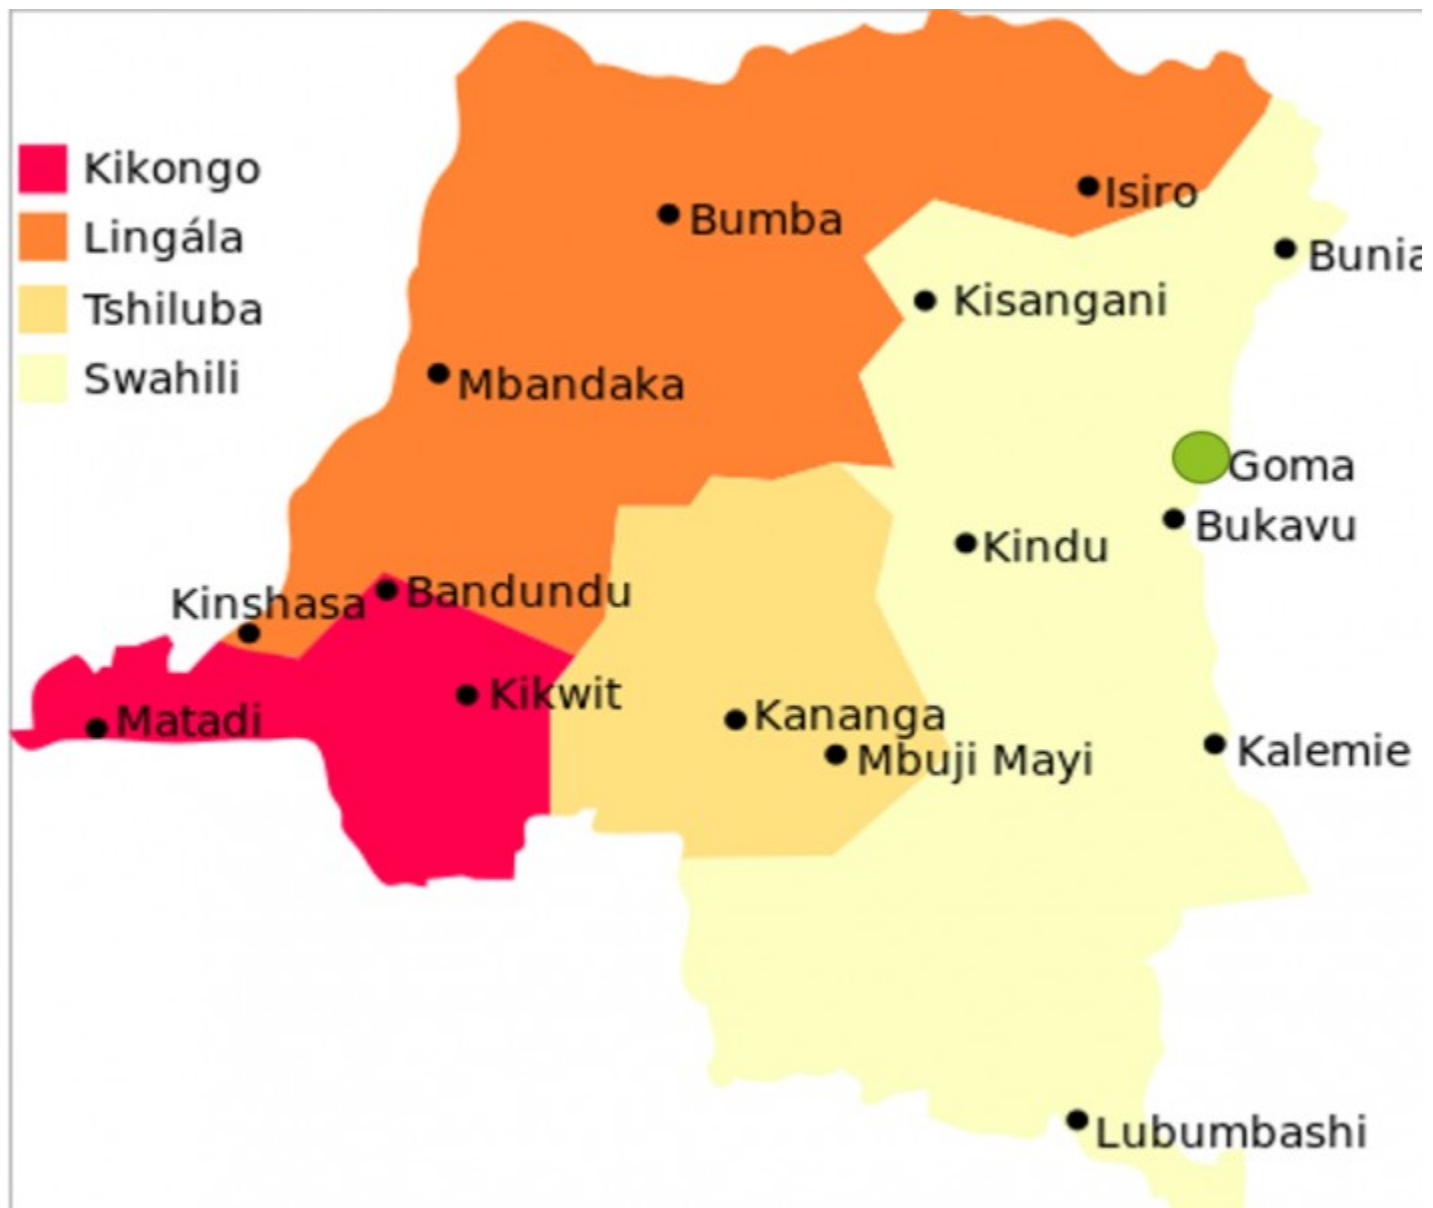 Kikongo
Lingála
Tshiluba
Swahili
Isiro
Bumba
Bunia
Kisangani
Mbandaka
Goma
Bukavu
Kindu
Bandundu
Kinshasa
Kikwit
Matadi
Kananga
Mbuji Mayi
Kalemie
Lubumbashi